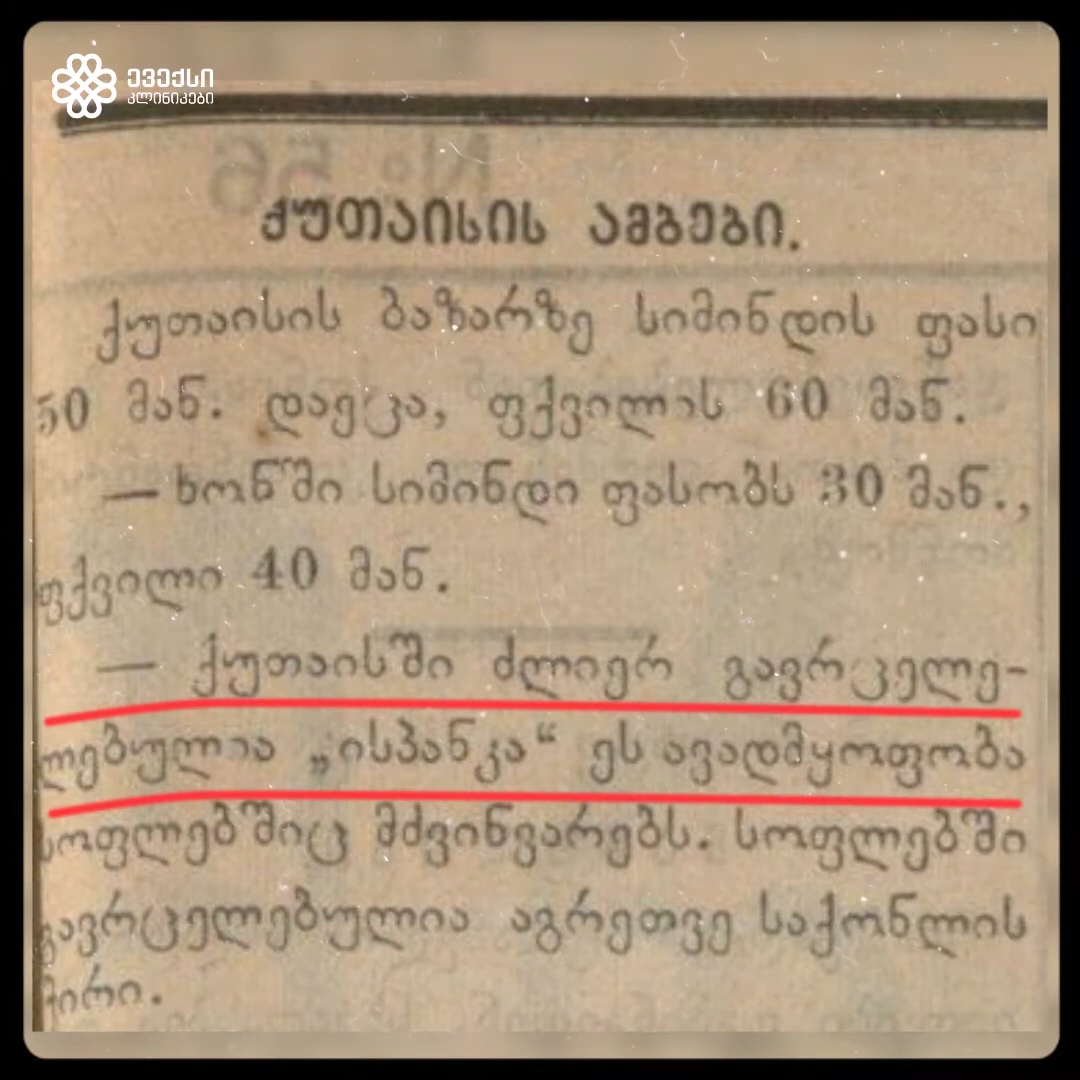 ევექსი
კლინიკები
ქუთაისის ამბები.
ქუთაისის ბაზარზე სიმინდის ფასი
50 მან. დაეცა, ფქვილის 60 მან.
— ხონში სიმინდი ფასობს 30 მან.,
ფქვილი 40 მან.
— ქუთაისში ძლიერ გავრცელე-
ლებულია „ისპანკა“ ეს ავადმყოფობა
სოფლებშიც მძვინვარებს. სოფლებში
გავრცელებულია აგრეთვე საქონლის
ჭირი.